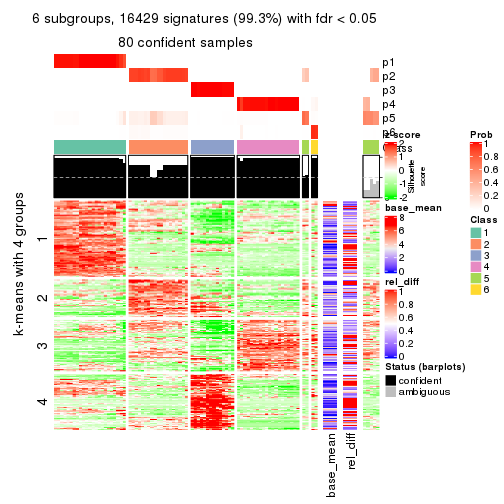 6 subgroups, 16429 signatures (99.3%) with fdr < 0.05
80 confident samples
p1
p2
p3
p4
p5
p6
Class
k-means with 4 groups
1
2
3
4
Silhouette score
base_mean
rel_diff
z-score
2
1
0
-1
-2
base_mean
8
6
4
2
0
rel_diff
1
0.8
0.6
0.4
0.2
0
Status (barplots)
confident
ambiguous
Prob
1
0.8
0.6
0.4
0.2
0
Class
1
2
3
4
5
6